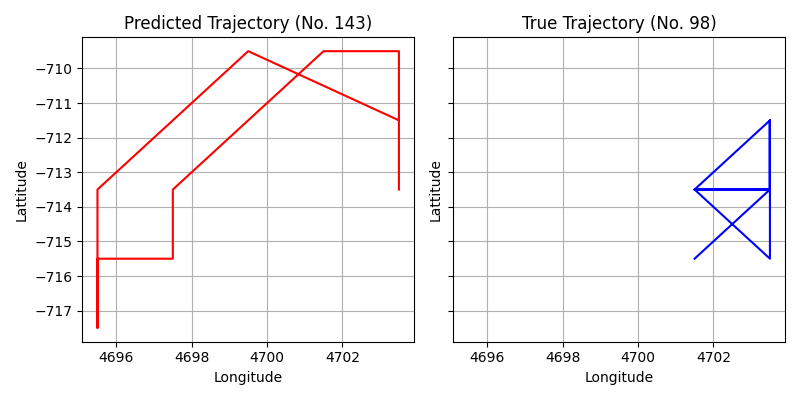 Predicted Trajectory (No. 143)
True Trajectory (No. 98)
−710
−711
−712
−713
−714
−715
−716
−717
Lattitude
Lattitude
4696 4698 4700 4702
4696 4698 4700 4702
Longitude
Longitude